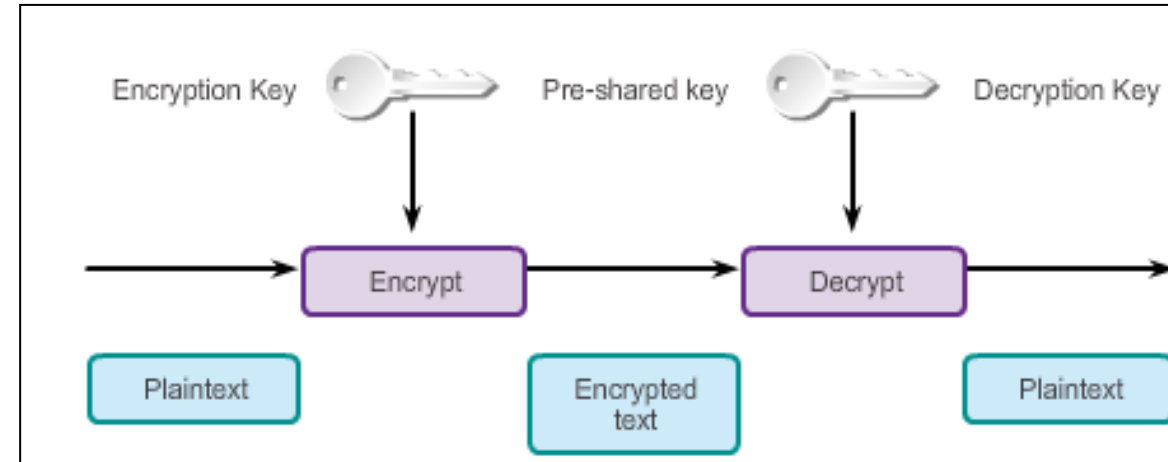 Encryption Key
Pre-shared key
Decryption Key
Encrypt
Decrypt
Plaintext
Encrypted
text
Plaintext